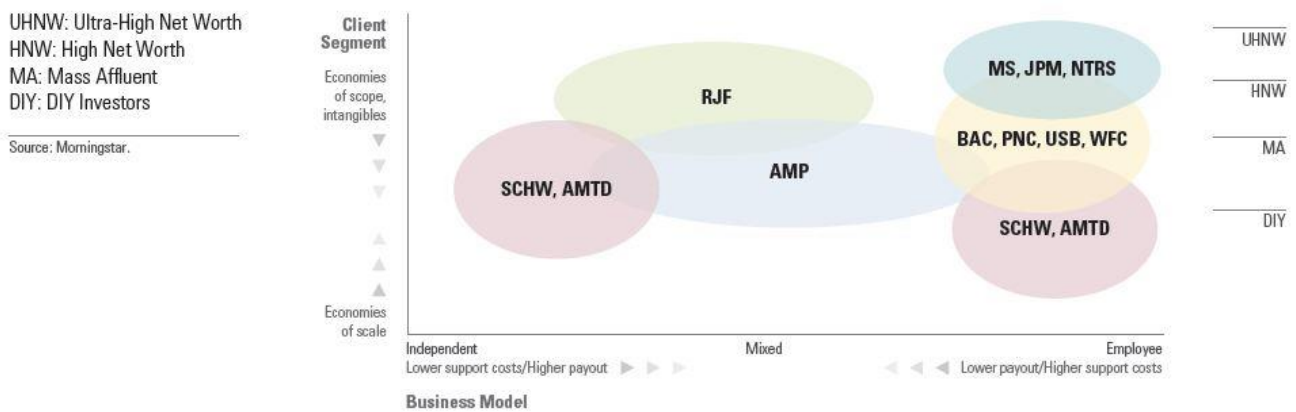 UHNW: Ultra-High Net Worth
HNW: High Net Worth
MA: Mass Affluent
DIY: DIY Investors
Source: Morningstar.
Client
Segment
Economies
of scope,
intangibles
Economies
of scale
RJF
MS, JPM, NTRS
BAC, PNC, USB, WFC
AMP
SCHW, AMTD
SCHW, AMTD
UHNW
HNW
MA
DIY
Independent
Mixed
Employee
Lower support costs/Higher payout
Lower payout/Higher support costs
Business Model